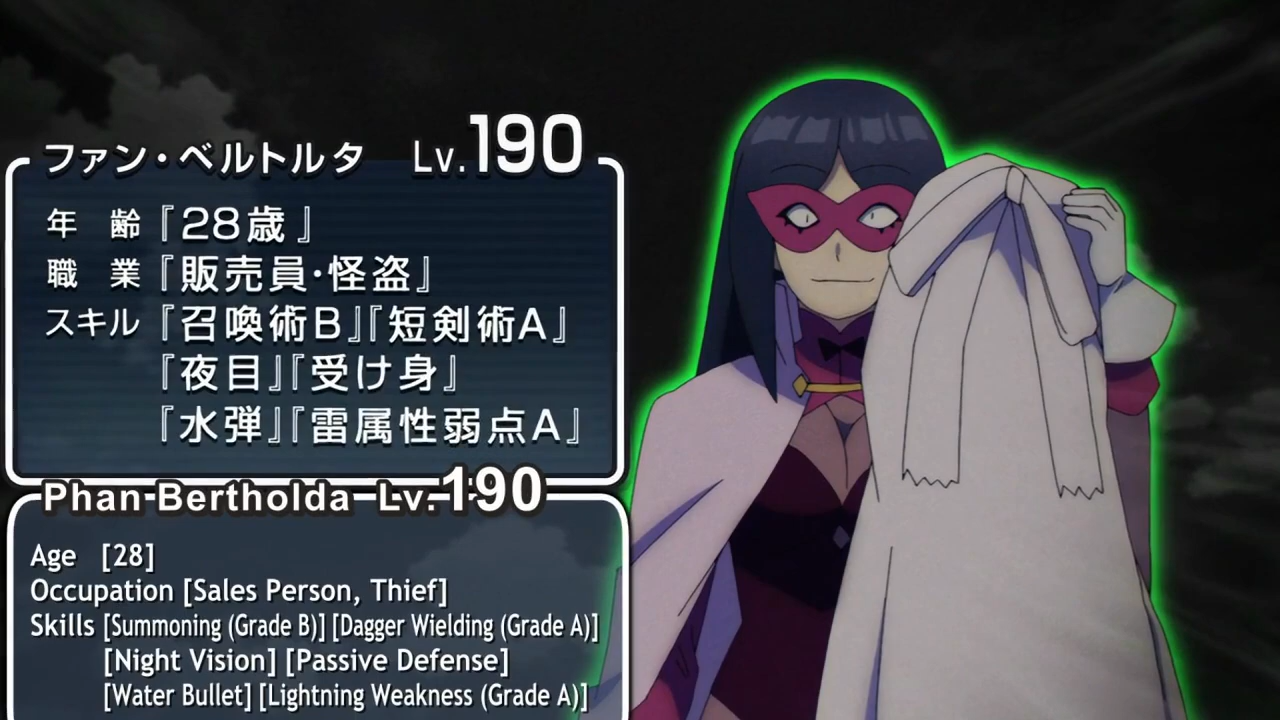 ファン・ベルトルタ Lv.190
年 齢『28歳』
職 業『販売員・怪盗』
スキル『召喚術B』『短剣術A』
『夜目』『受け身』
『水弾』『雷属性弱点A』
Phan Bertholda Lv.190
Age [28]
Occupation [Sales Person, Thief]
Skills [Summoning (Grade B)] [Dagger Wielding (Grade A)]
[Night Vision] [Passive Defense]
[Water Bullet] [Lightning Weakness (Grade A)]